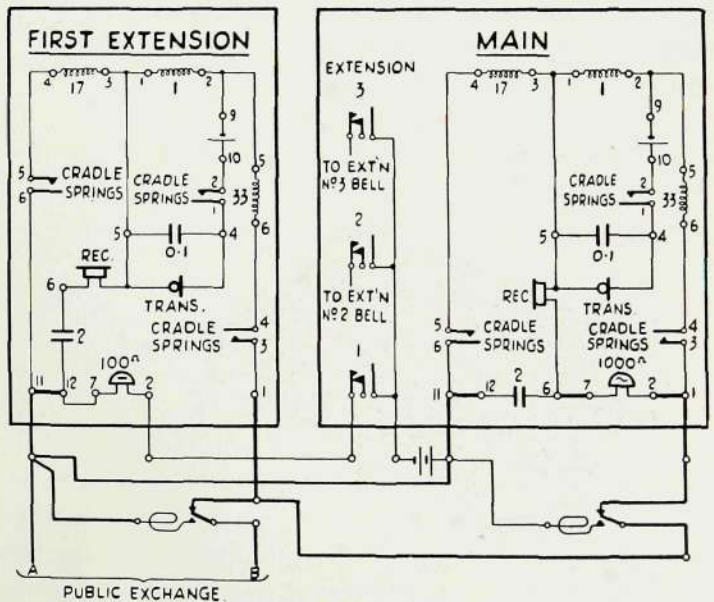 FIRST EXTENSION
4 17 3 1 1 2
9
10
5
6
CRADLE
SPRINGS
CRADLE
SPRINGS
2
1
33
5
6
5
0·1
4
REC.
6
TRANS.
2
CRADLE
SPRINGS
4
3
100Ω
11 12 7 2 1
MAIN
EXTENSION
3
TO EXT'N
Nº3 BELL
2
TO EXT'N
Nº2 BELL
1
4 17 3 1 1 2
9
10
CRADLE
SPRINGS
2
1
33
5
6
5
0·1
4
REC
TRANS.
5
6
CRADLE
SPRINGS
CRADLE
SPRINGS
4
3
1000Ω
11 12 2 6 7 2 1
A B
PUBLIC EXCHANGE.